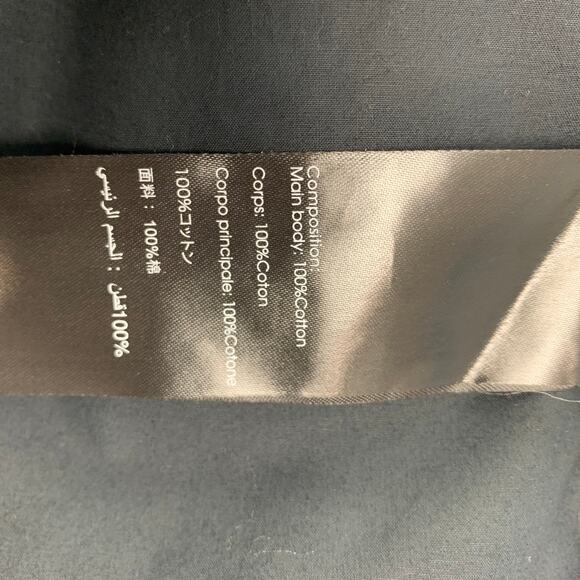 Composition:
Main body: 100%Cotton
Corps: 100%Coton
Corpo principale: 100%Cotone
100%コットン
面料： 100%棉
الجسم الرئيسي : 100%قطن